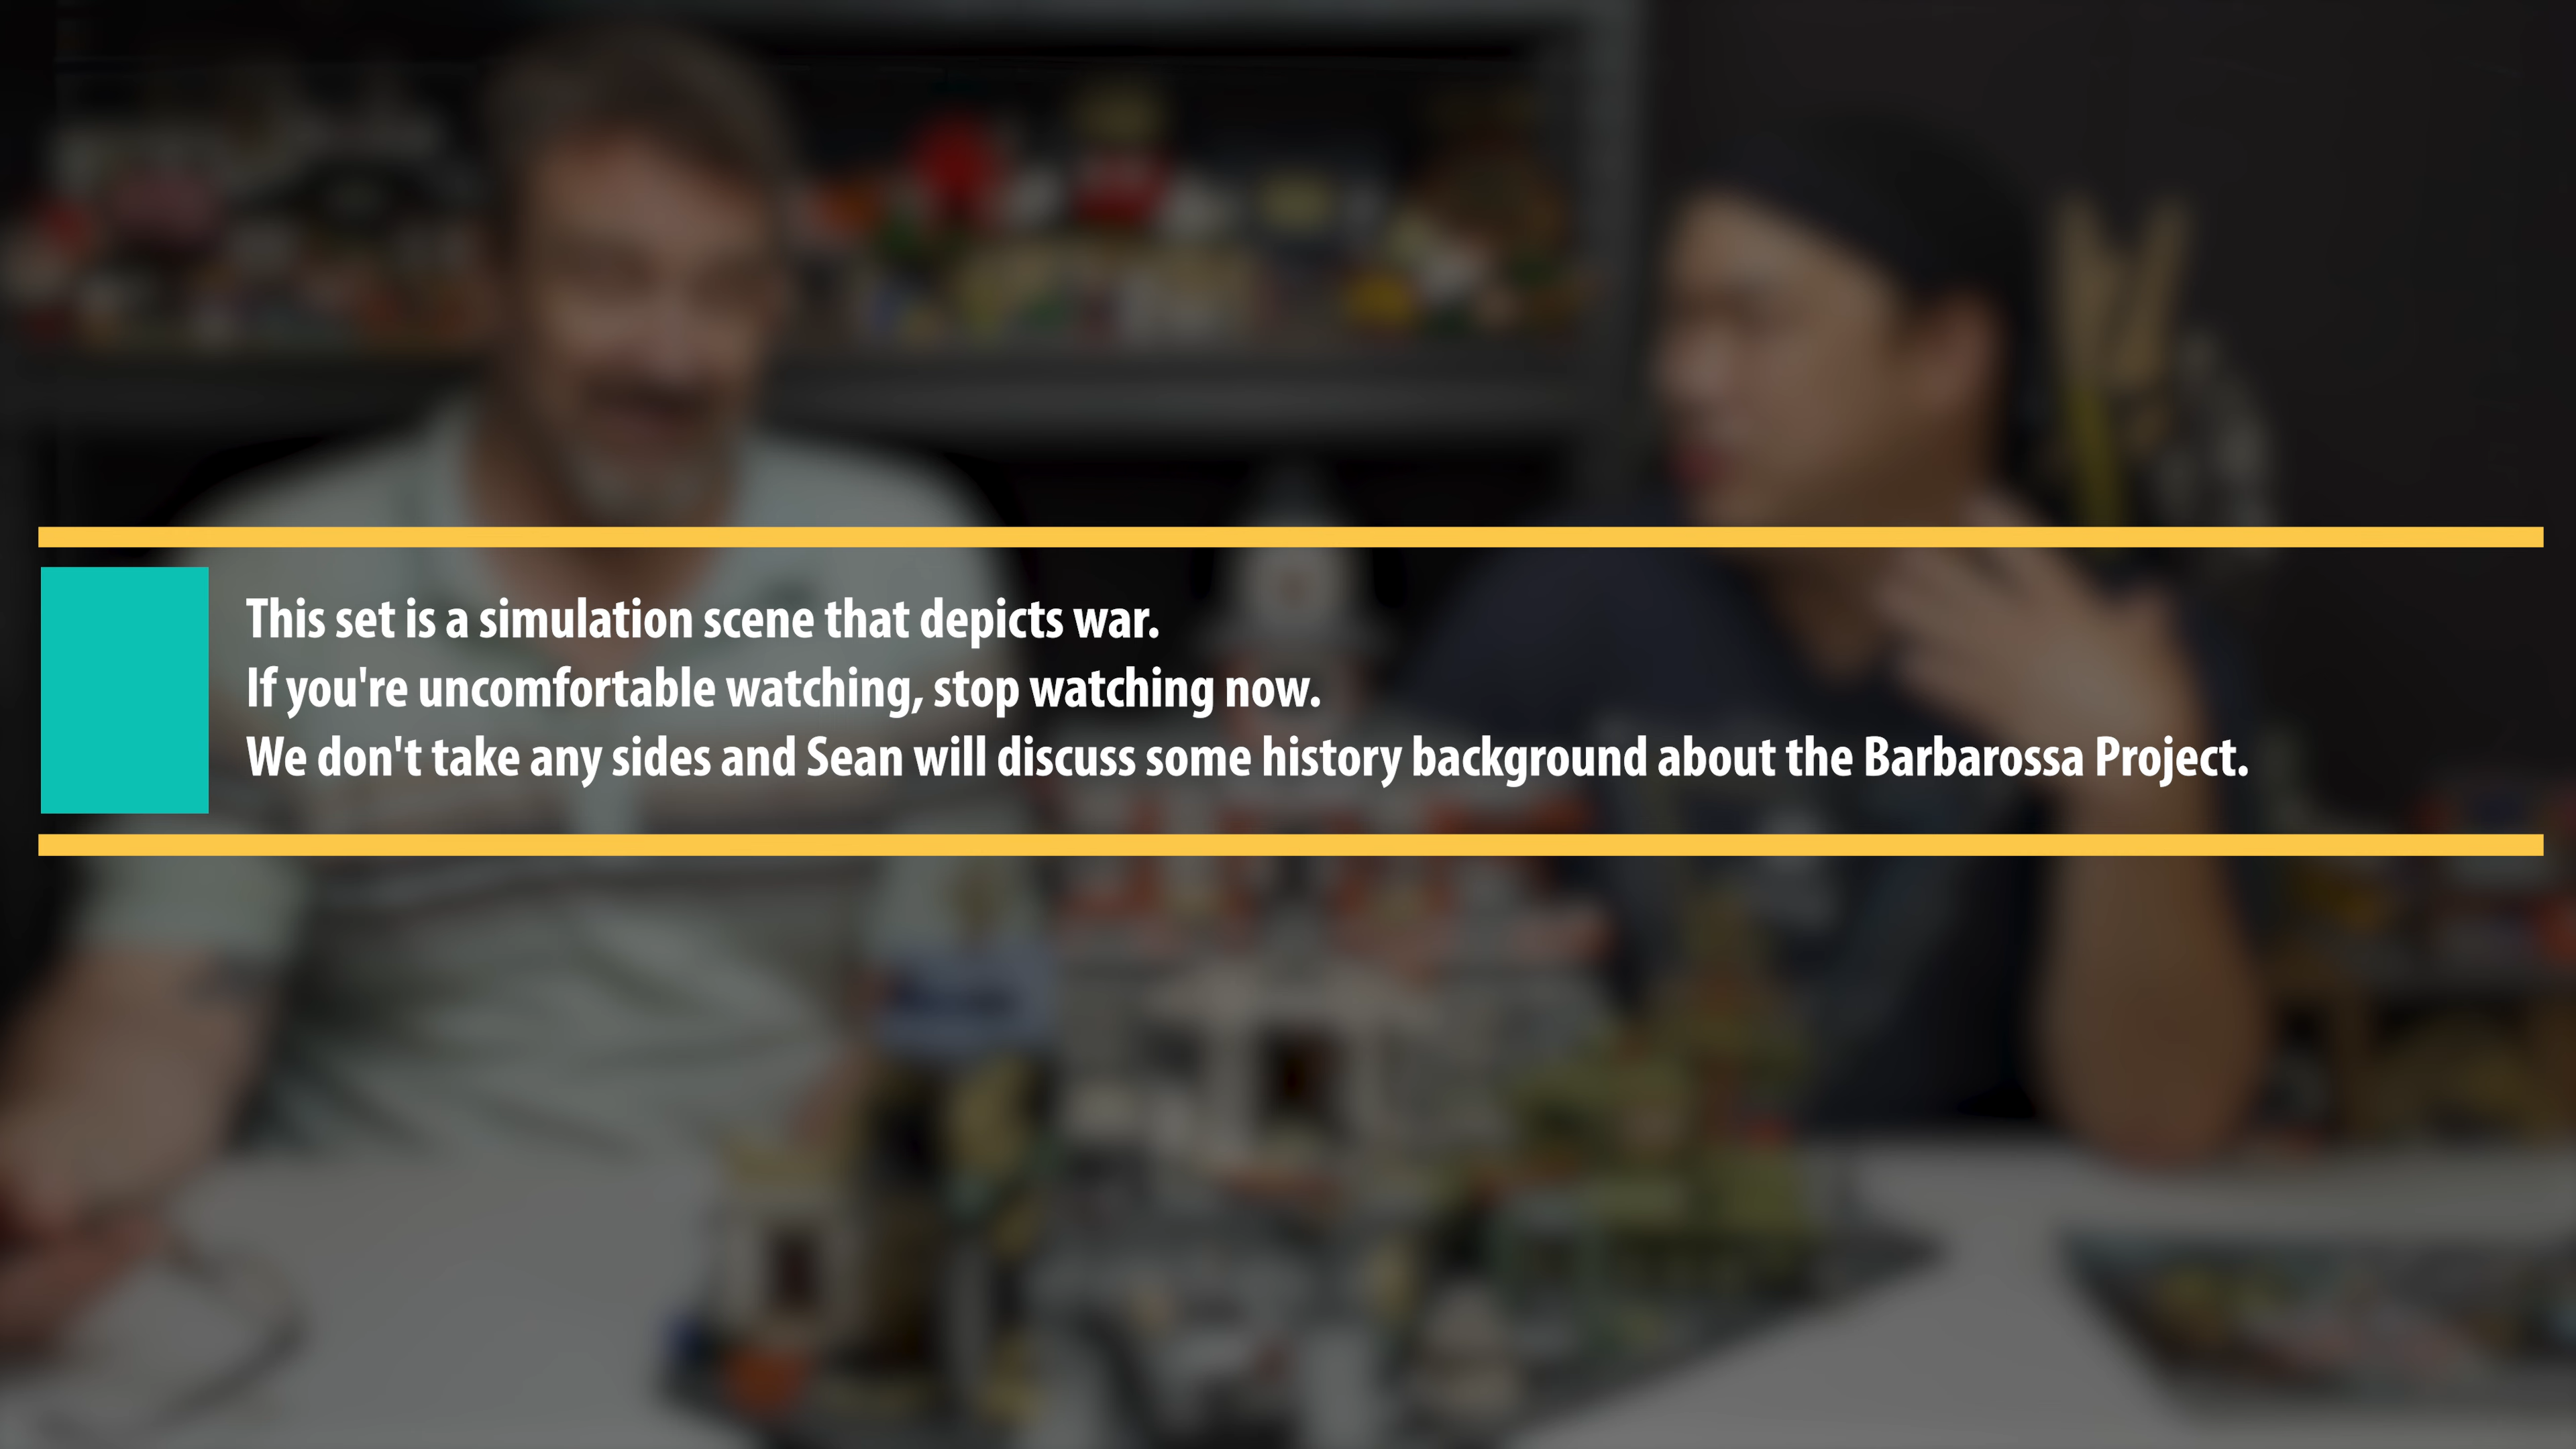 This set is a simulation scene that depicts war.
If you're uncomfortable watching, stop watching now.
We don't take any sides and Sean will discuss some history background about the Barbarossa Project.